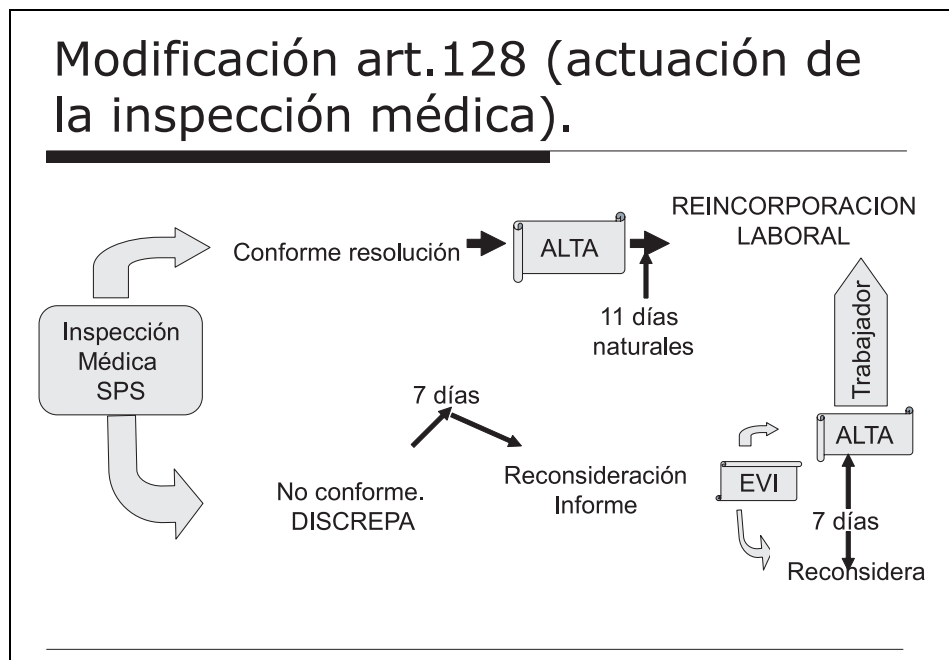 Modificación art.128 (actuación de
la inspección médica).
Inspección
Médica
SPS
Conforme resolución
ALTA
REINCORPORACION
LABORAL
11 días
naturales
Trabajador
7 días
No conforme.
DISCREPA
Reconsideración
Informe
EVI
ALTA
7 días
Reconsidera